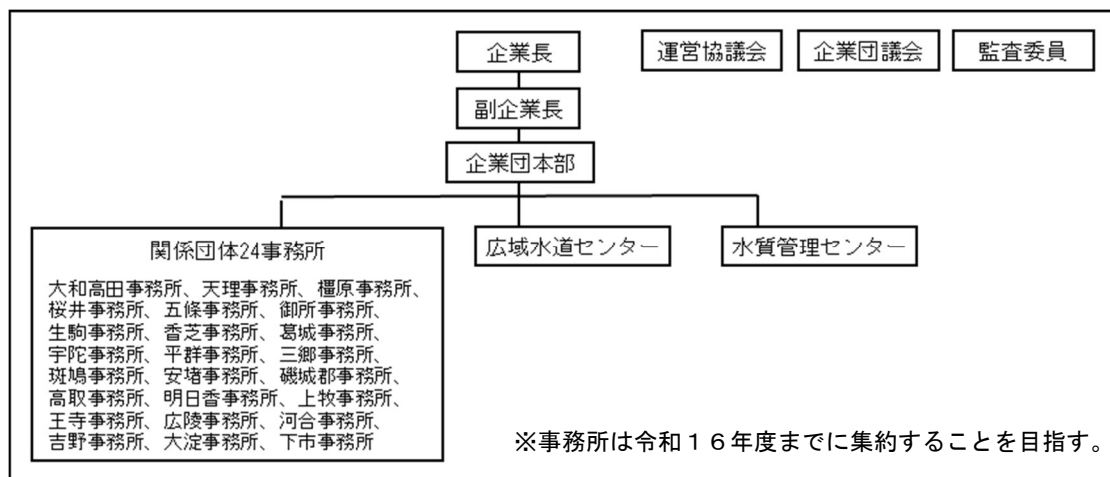 企業長
運営協議会
企業団議会
監査委員
副企業長
企業団本部
関係団体24事務所
広域水道センター
水質管理センター
大和高田事務所、天理事務所、橿原事務所、
桜井事務所、五條事務所、御所事務所、
生駒事務所、香芝事務所、葛城事務所、
宇陀事務所、平群事務所、三郷事務所、
斑鳩事務所、安堵事務所、磯城郡事務所、
高取事務所、明日香事務所、上牧事務所、
王寺事務所、広陵事務所、河合事務所、
吉野事務所、大淀事務所、下市事務所
※事務所は令和１６年度までに集約することを目指す。